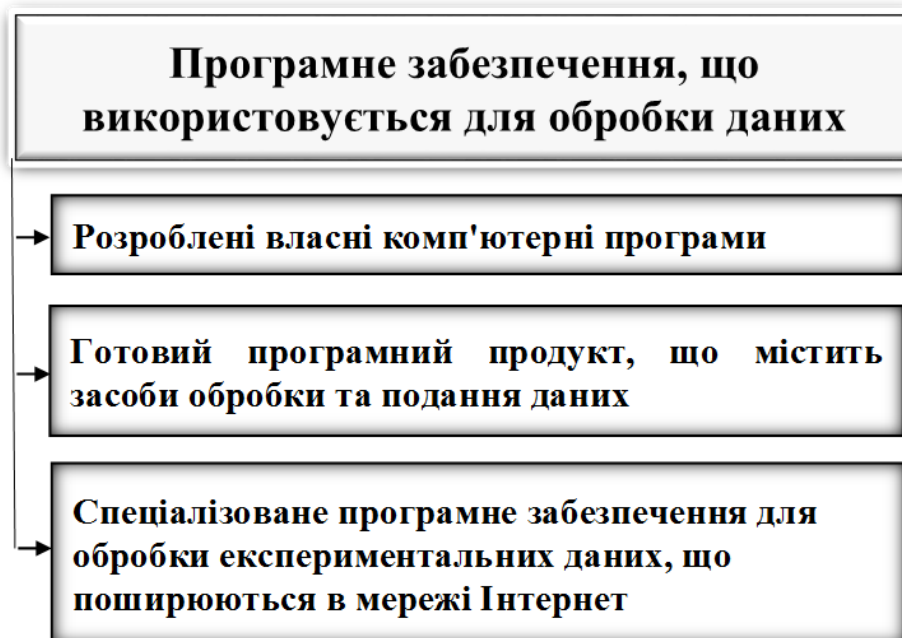 Програмне забезпечення, що
використовується для обробки даних
Розроблені власні комп'ютерні програми
Готовий програмний продукт, що містить
засоби обробки та подання даних
Спеціалізоване програмне забезпечення для
обробки експериментальних даних, що
поширюються в мережі Інтернет